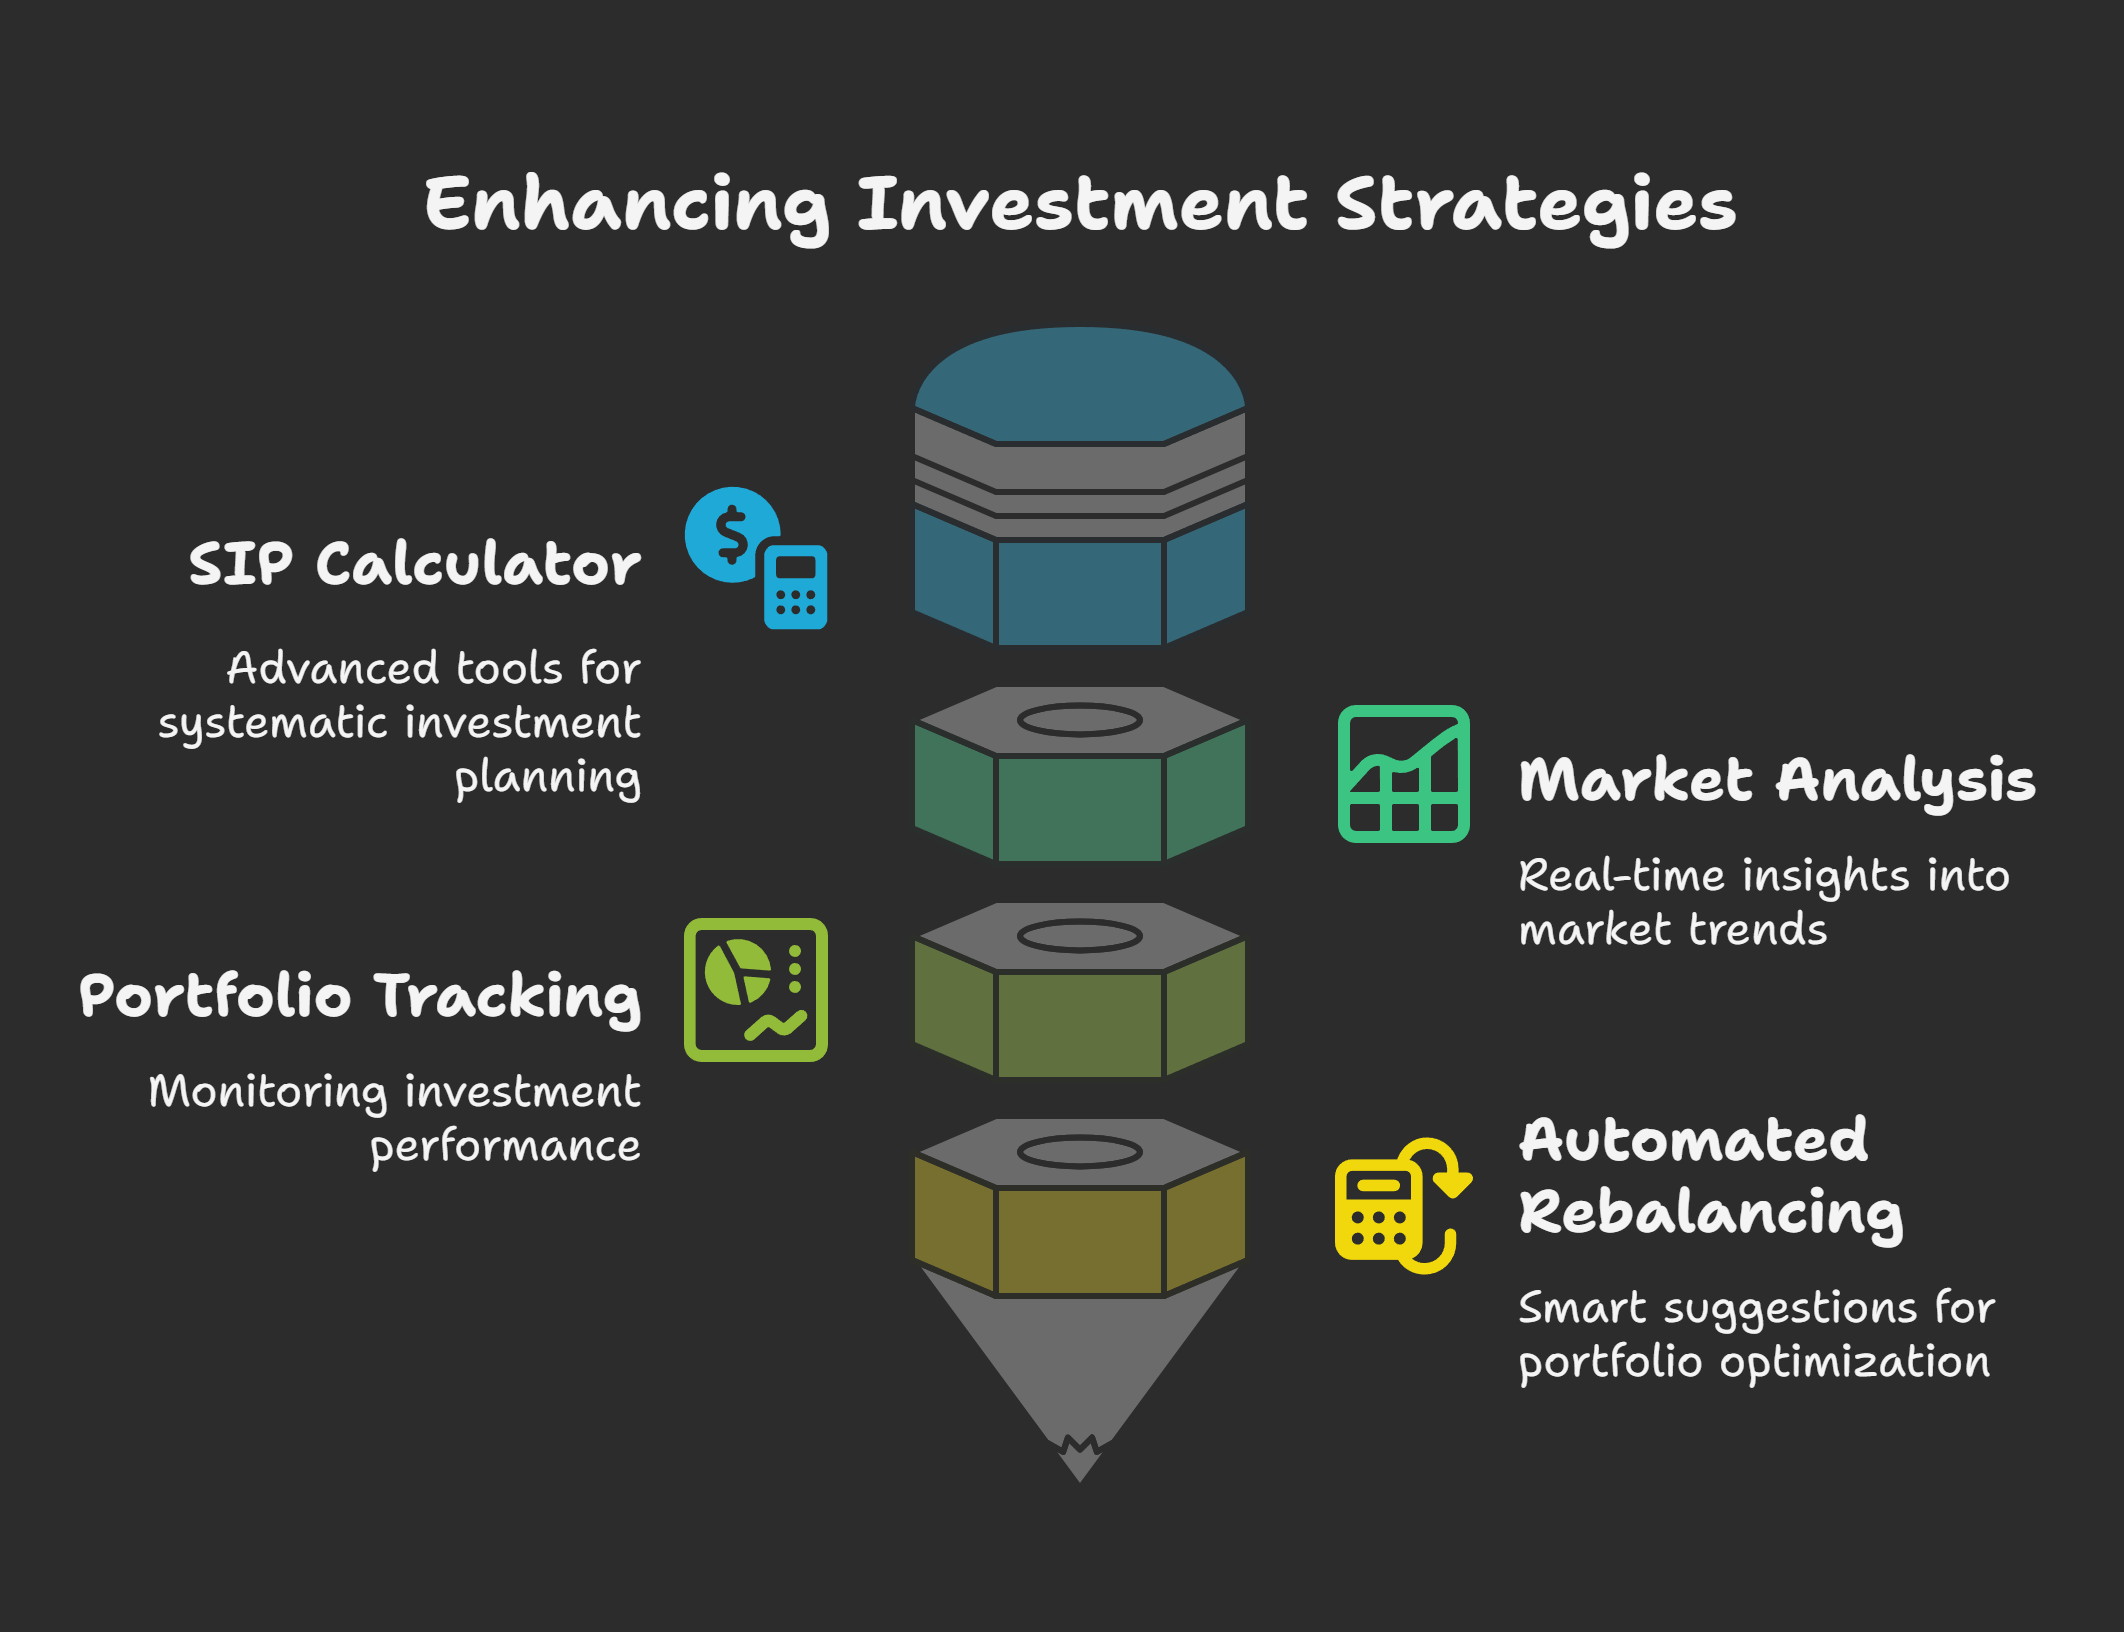 Enhancing Investment Strategies
SIP Calculator
Advanced tools for
systematic investment
planning
Market Analysis
Real-time insights into
market trends
Portfolio Tracking
Monitoring investment
performance
Automated
Rebalancing
Smart suggestions for
portfolio optimization